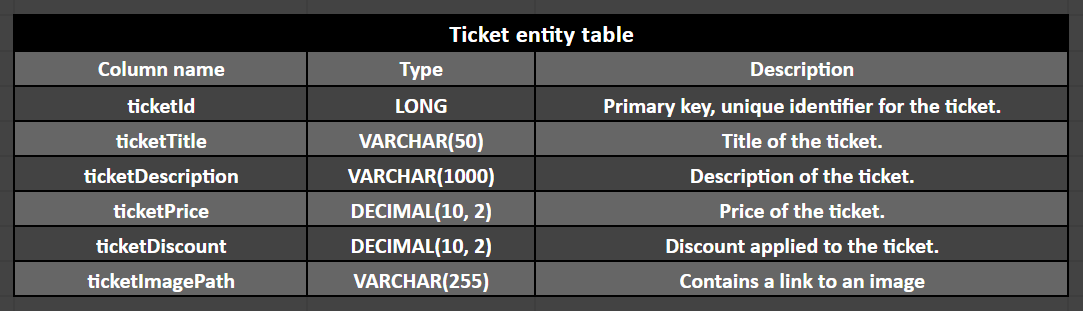 Ticket entity table
Column name Type Description
ticketId LONG Primary key, unique identifier for the ticket.
ticketTitle VARCHAR(50) Title of the ticket.
ticketDescription VARCHAR(1000) Description of the ticket.
ticketPrice DECIMAL(10, 2) Price of the ticket.
ticketDiscount DECIMAL(10, 2) Discount applied to the ticket.
ticketImagePath VARCHAR(255) Contains a link to an image